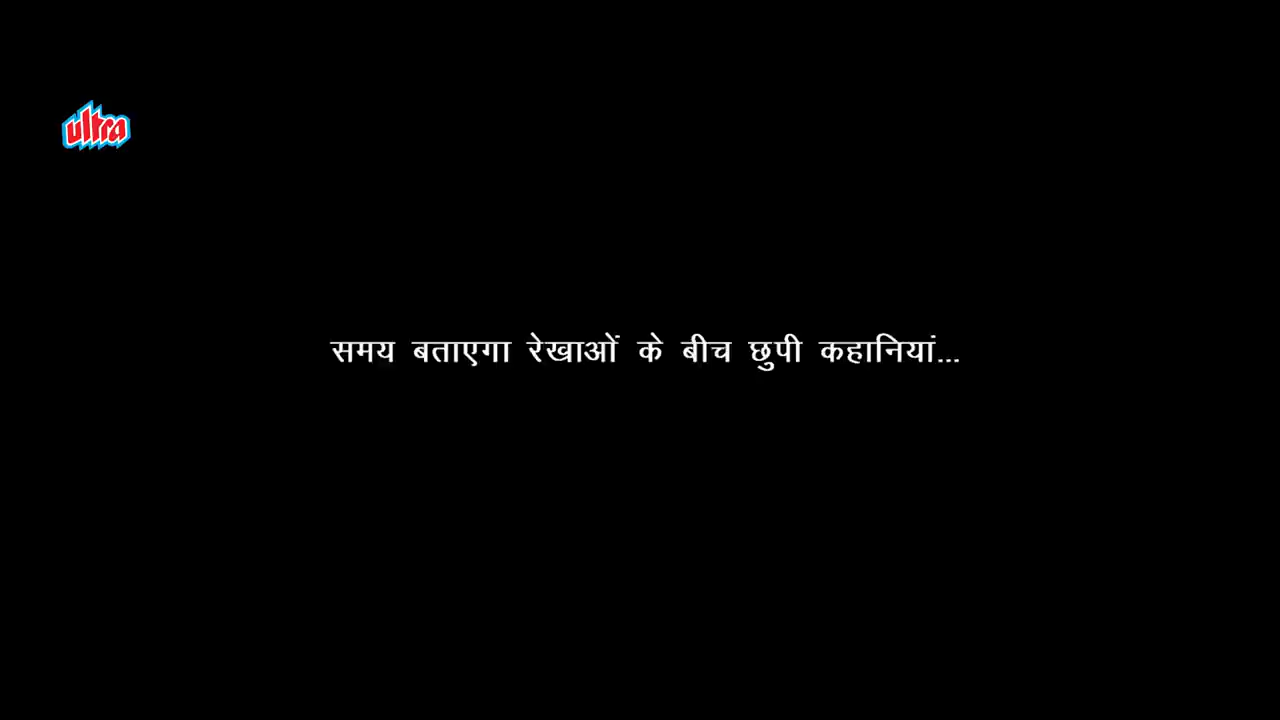 ultra
समय बताएगा रेखाओं के बीच छुपी कहानियां...